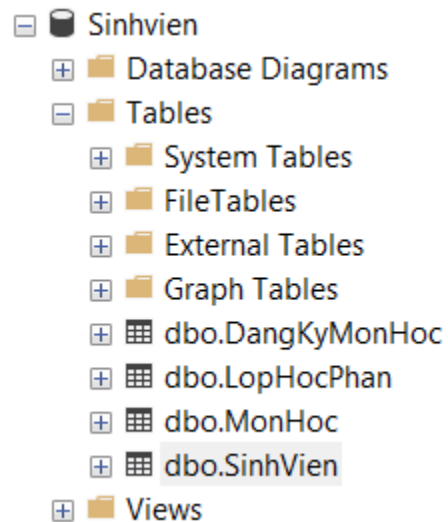 Sinhvien
Database Diagrams
Tables
System Tables
FileTables
External Tables
Graph Tables
dbo.DangKyMonHoc
dbo.LopHocPhan
dbo.MonHoc
dbo.SinhVien
Views